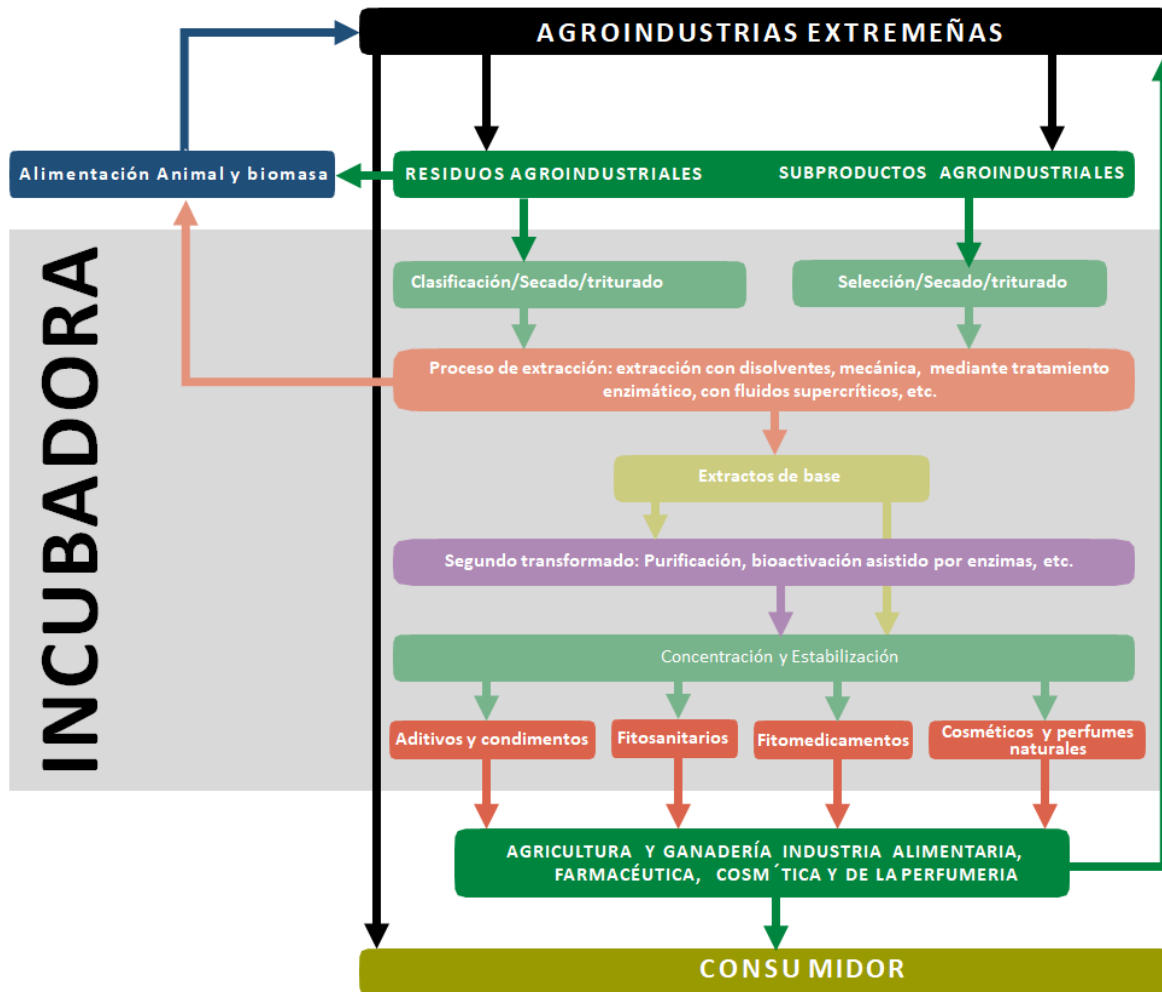 AGROINDUSTRIAS EXTREMEÑAS
Alimentación Animal y biomasa
RESIDUOS AGROINDUSTRIALES
SUBPRODUCTOS AGROINDUSTRIALES
INCUBADORA
Clasificación/Secado/triturado
Selección/Secado/triturado
Proceso de extracción: extracción con disolventes, mecánica, mediante tratamiento
enzimático, con fluidos supercríticos, etc.
Extractos de base
Segundo transformado: Purificación, bioactivación asistido por enzimas, etc.
Concentración y Estabilización
Aditivos y condimentos
Fitosanitarios
Fitomedicamentos
Cosméticos y perfumes
naturales
AGRICULTURA Y GANADERÍA INDUSTRIA ALIMENTARIA,
FARMACÉUTICA, COSM´TICA Y DE LA PERFUMERIA
CONSU MIDOR